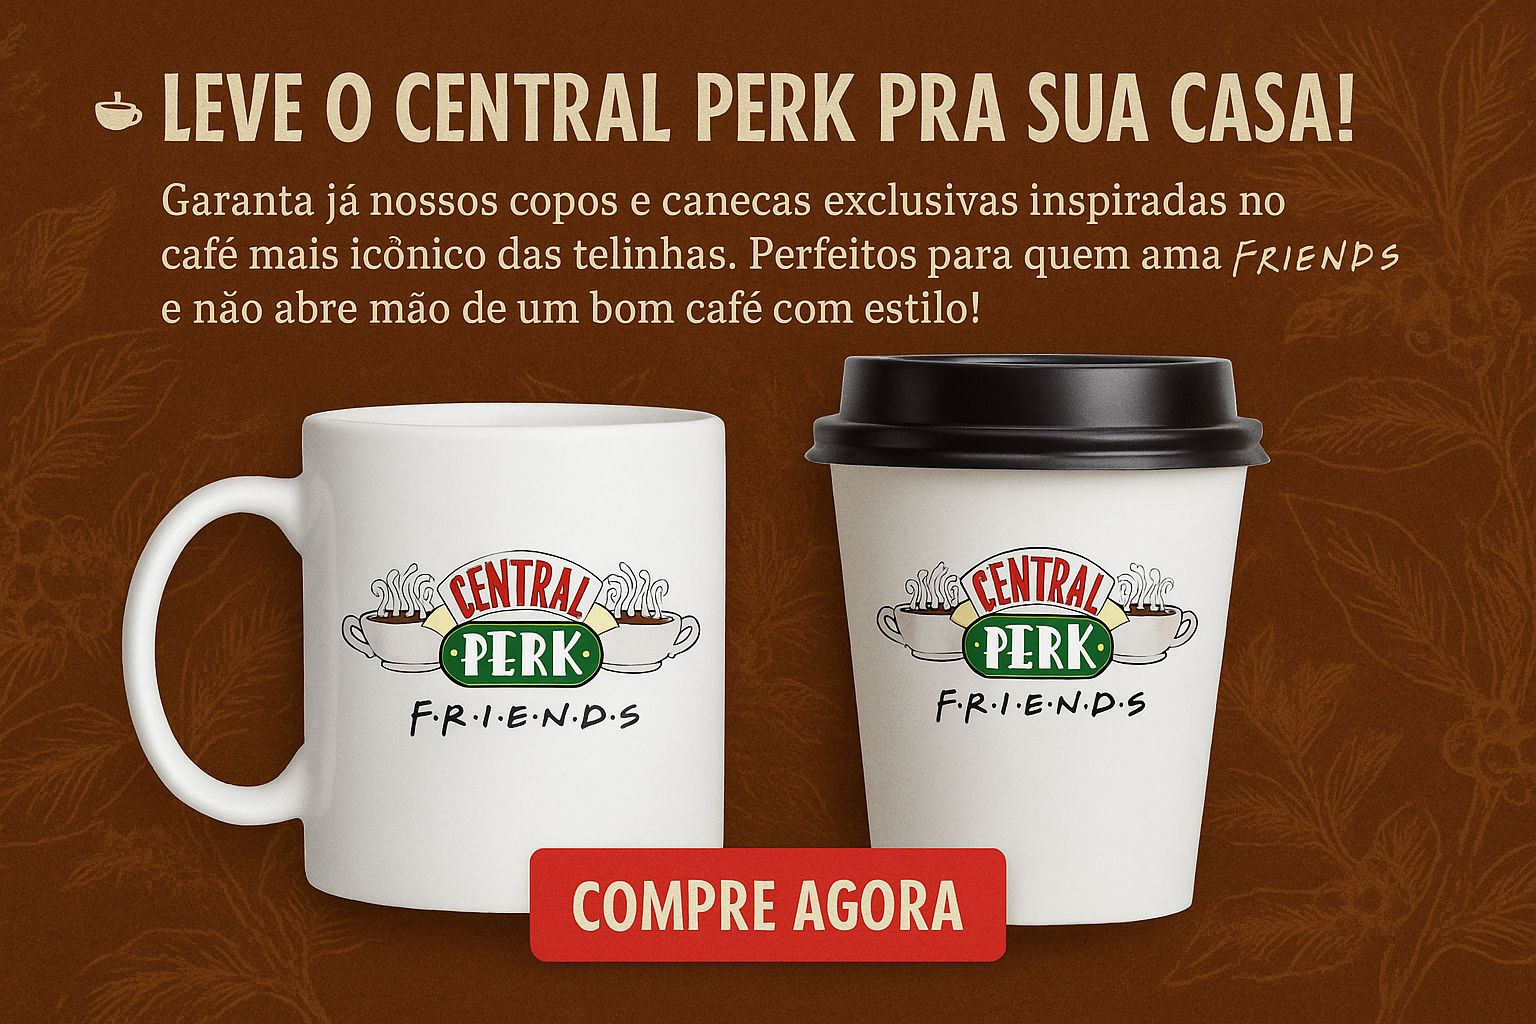 LEVE O CENTRAL PERK PRA SUA CASA!
Garanta já nossos copos e canecas exclusivas inspiradas no
café mais icỏnico das telinhas. Perfeitos para quem ama FRIENDS
e não abre mão de um bom café com estilo!
CENTRAL
PERK
F·R·I·E·N·D·S
CENTRAL
PERK
F·R·I·E·N·D·S
COMPRE AGORA